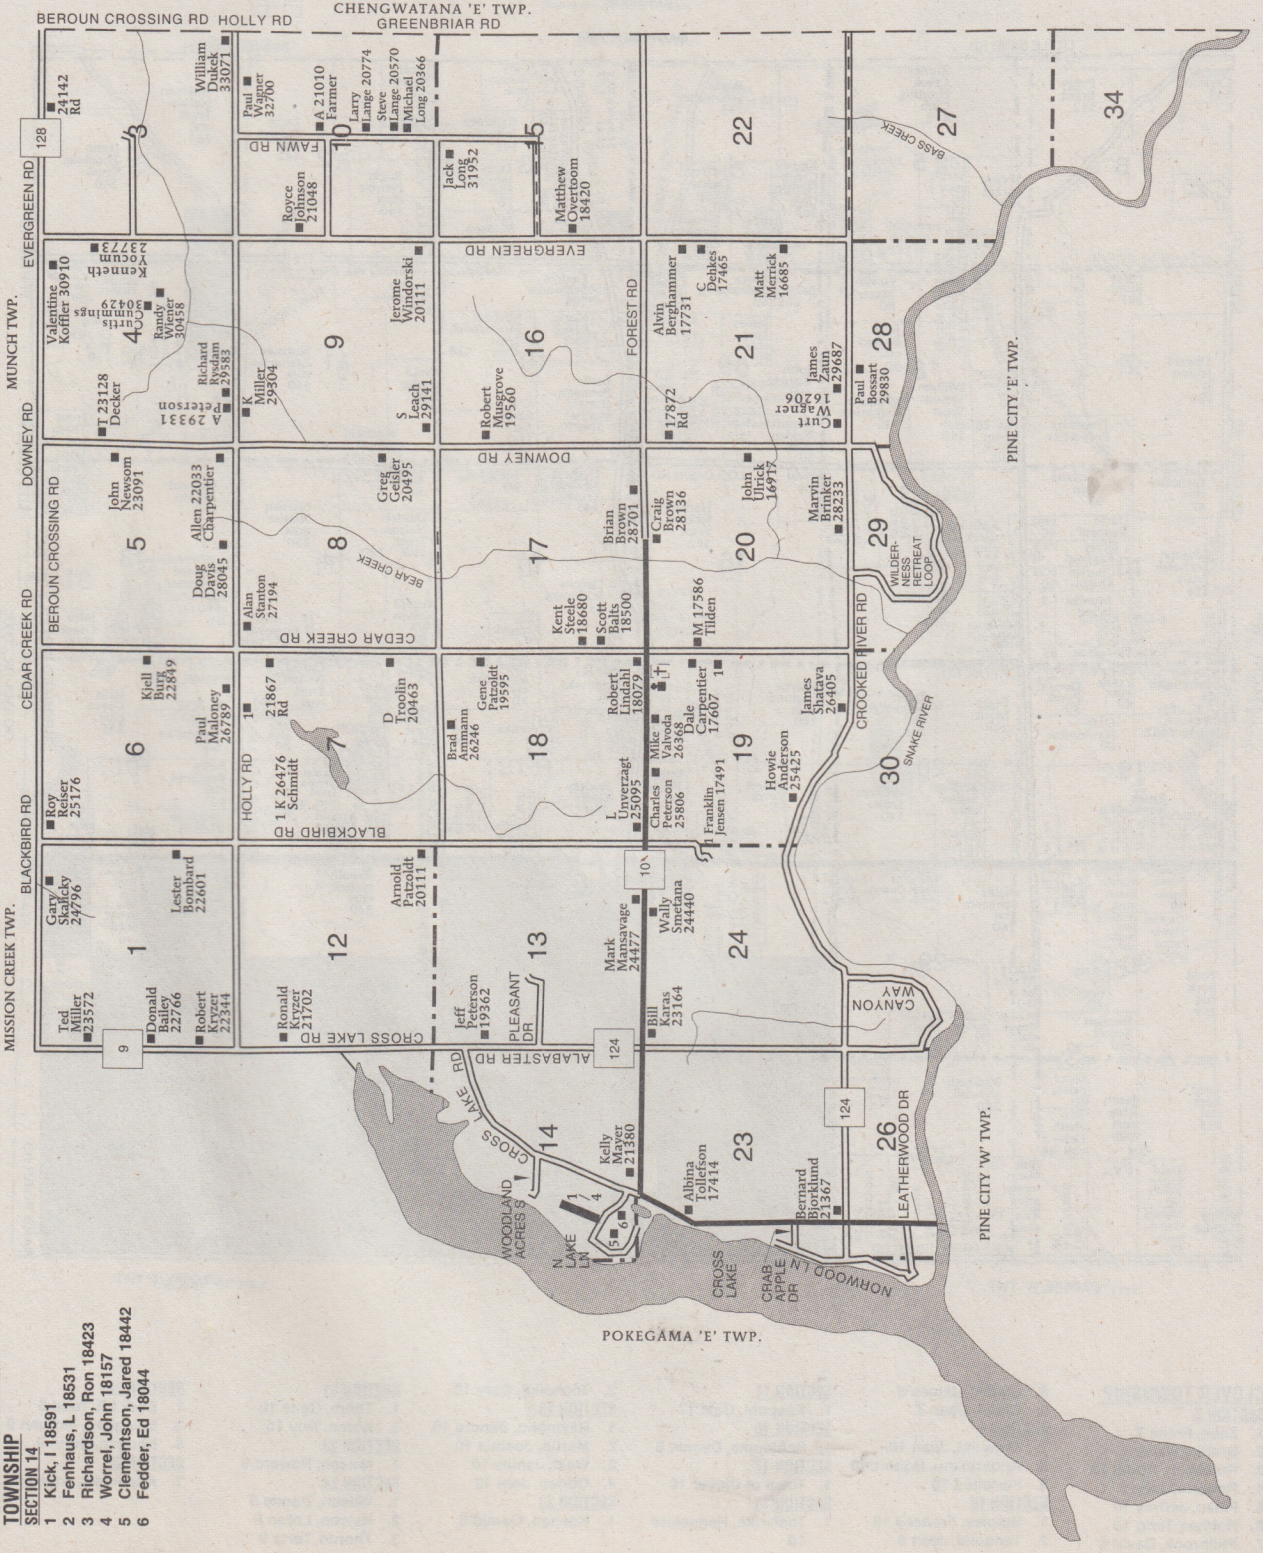 TOWNSHIP
SECTION 14
1 Kick, I 18591
2 Fenhaus, L 18531
3 Richardson, Ron 18423
4 Worrel, John 18157
5 Clementson, Jared 18442
6 Fedder, Ed 18044
MISSION CREEK TWP.
MUNCH TWP.
BLACKBIRD RD
CEDAR CREEK RD
DOWNEY RD
EVERGREEN RD
BEROUN CROSSING RD
HOLLY RD
CHENGWATANA 'E' TWP.
GREENBRIAR RD
9
128
Ted
Miller
23572
Gary
Skalicky
24796
Donald
Bailey
22766
Robert
Kryzer
22344
Lester
Bombard
22601
1
Roy
Reiser
25176
Kjell
Burg
22849
Paul
Maloney
26789
6
BEROUN CROSSING RD
John
Newsom
23091
Allen 22033
Charpentier
Doug
Davis
28045
5
Valentine
Koffler 30910
Kenneth
Yocum
23773
Curtis
Cummings
30429
Randy
Wiener
30458
T 23128
Decker
Richard
Rysdam
29583
A 29331
Peterson
4
24142
Rd
William
Dukek
33071
3
HOLLY RD
Ronald
Kryzer
21702
Arnold
Patzoldt
20111
CROSS LAKE RD
12
1
21867
Rd
1 K 26476
Schmidt
D
Troolin
20463
BLACKBIRD RD
7
Alan
Stanton
27194
Greg
Geisler
20495
CEDAR CREEK RD
BEAR CREEK
8
K
Miller
29304
S
Leach
29141
Jerome
Windorski
20111
9
Paul
Wagner
32700
A 21010
Farmer
Larry
Lange 20774
Steve
Lange 20570
Michael
Long 20366
Royce
Johnson
21048
FAWN RD
10
CROSS LAKE RD
WOODLAND
ACRES S
N
LAKE
LN
1
/
4
5
6
Kelly
Mayer
21380
14
Jeff
Peterson
19362
PLEASANT
DR
ALABASTER RD
124
Mark
Mansavage
24477
13
Brad
Ammann
26246
Gene
Patzoldt
19595
L
Unverzagt
25095
Robert
Lindahl
18079
18
Kent
Steele
18680
Scott
Balts
18500
Brian
Brown
28701
DOWNEY RD
17
Robert
Musgrove
19560
16
EVERGREEN RD
FOREST RD
Jack
Long
31952
Matthew
Overtoom
18420
15
10
CROSS
LAKE
CRAB
APPLE
DR
NORWOOD LN
Albina
Tollefson
17414
Bernard
Bjorklund
21367
23
124
Bill
Karas
23164
Wally
Smetana
24440
24
Charles
Peterson
25806
Mike
Valvoda
26368
Dale
Carpentier
17607
1
1 Franklin
Jensen 17491
Howie
Anderson
25425
James
Shatava
26405
19
M 17586
Tilden
Craig
Brown
28136
John
Ulrick
16917
Marvin
Brinker
28233
20
17872
Rd
Alvin
Berghammer
17731
C
Dehkes
17465
Matt
Merrick
16685
James
Zaun
29687
Curt
Wagner
16206
21
22
26
LEATHERWOOD DR
CANYON
WAY
30
SNAKE RIVER
CROOKED RIVER RD
29
WILDER-
NESS
RETREAT
LOOP
Paul
Bossart
29830
28
BASS CREEK
27
34
PINE CITY 'W' TWP.
PINE CITY 'E' TWP.
POKEGAMA 'E' TWP.